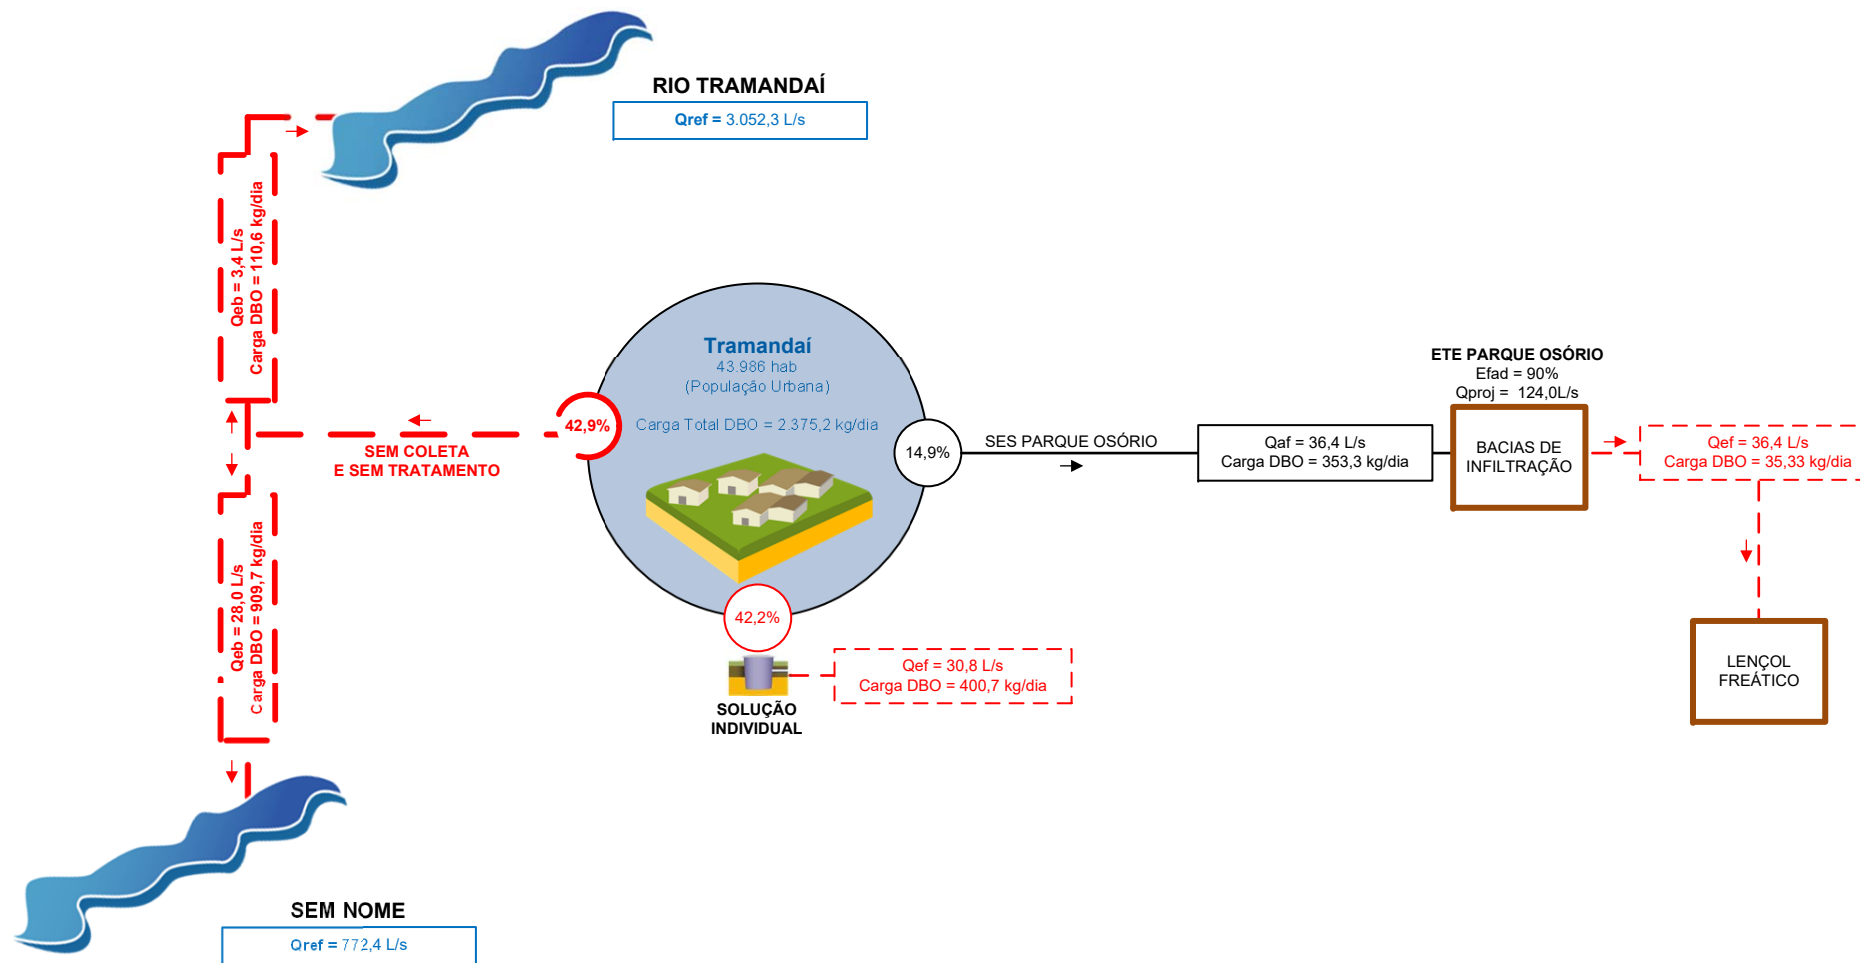 RIO TRAMANDAÍ
Qref = 3.052,3 L/s
Qeb = 3,4 L/s
Carga DBO = 110,6 kg/dia
Tramandaí
43.986 hab
(População Urbana)
Carga Total DBO = 2.375,2 kg/dia
42,9%
SEM COLETA
E SEM TRATAMENTO
14,9%
SES PARQUE OSÓRIO
Qaf = 36,4 L/s
Carga DBO = 353,3 kg/dia
ETE PARQUE OSÓRIO
Efad = 90%
Qproj = 124,0L/s
BACIAS DE
INFILTRAÇÃO
Qef = 36,4 L/s
Carga DBO = 35,33 kg/dia
LENÇOL
FREÁTICO
Qeb = 28,0 L/s
Carga DBO = 909,7 kg/dia
42,2%
Qef = 30,8 L/s
Carga DBO = 400,7 kg/dia
SOLUÇÃO
INDIVIDUAL
SEM NOME
Qref = 772,4 L/s